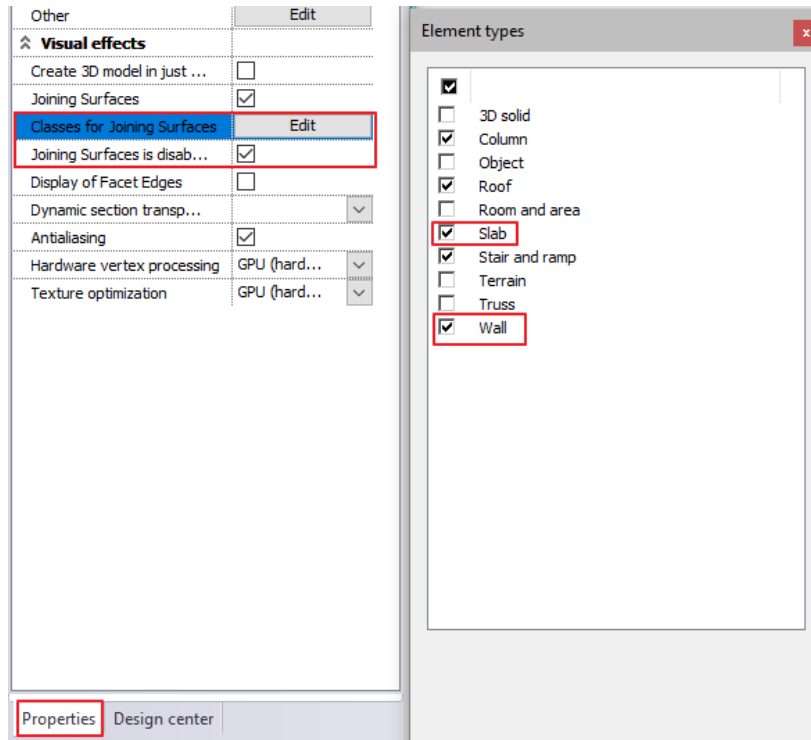 Other Edit
Visual effects
Create 3D model in just ...
Joining Surfaces
Classes for Joining Surfaces Edit
Joining Surfaces is disab...
Display of Facet Edges
Dynamic section transp...
Antialiasing
Hardware vertex processing GPU (hard...
Texture optimization GPU (hard...
Properties Design center
Element types x
3D solid
Column
Object
Roof
Room and area
Slab
Stair and ramp
Terrain
Truss
Wall